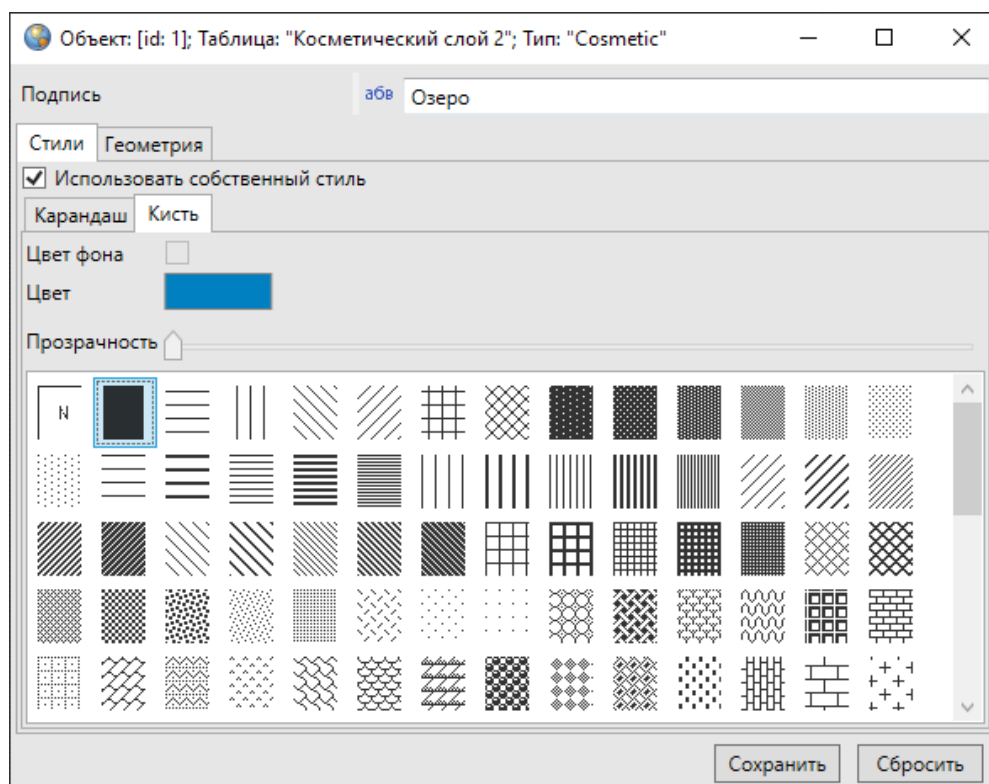 Объект: [id: 1]; Таблица: "Косметический слой 2"; Тип: "Cosmetic"
Подпись абв Озеро
Стили Геометрия
Использовать собственный стиль
Карандаш Кисть
Цвет фона
Цвет
Прозрачность
N
Сохранить Сбросить